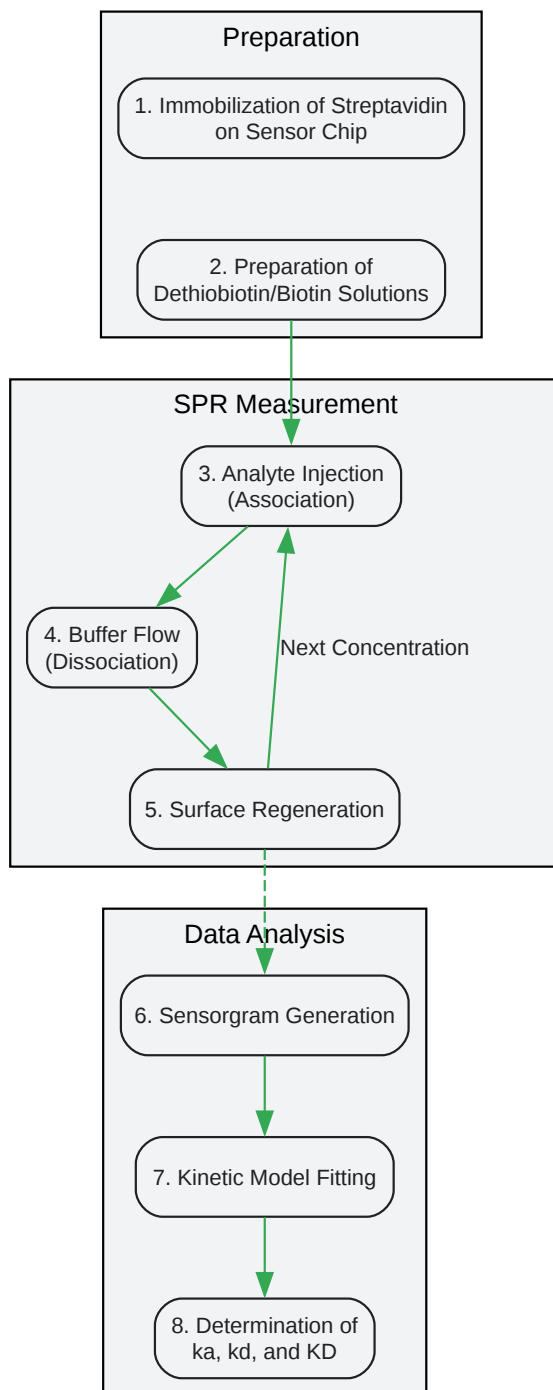 Preparation
1. Immobilization of Streptavidin
on Sensor Chip
2. Preparation of
Dethiobiotin/Biotin Solutions
SPR Measurement
3. Analyte Injection
(Association)
4. Buffer Flow
(Dissociation)
Next Concentration
5. Surface Regeneration
Data Analysis
6. Sensorgram Generation
7. Kinetic Model Fitting
8. Determination of
ka, kd, and KD